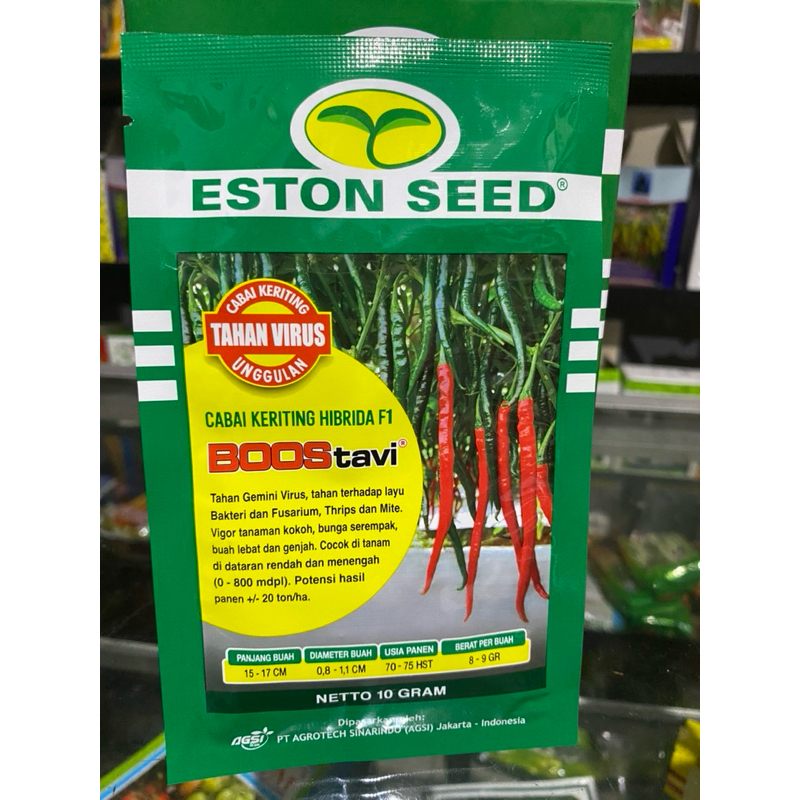 ESTON SEED®
CABAI KERITING
TAHAN VIRUS
UNGGULAN
CABAI KERITING HIBRIDA F1
BOOStavi®
Tahan Gemini Virus, tahan terhadap layu
Bakteri dan Fusarium, Thrips dan Mite.
Vigor tanaman kokoh, bunga serempak,
buah lebat dan genjah. Cocok di tanam
di dataran rendah dan menengah
(0 - 800 mdpl). Potensi hasil
panen +/- 20 ton/ha.
PANJANG BUAH DIAMETER BUAH USIA PANEN BERAT PER BUAH
15 - 17 CM 0,8 - 1,1 CM 70 - 75 HST 8 - 9 GR
NETTO 10 GRAM
Dipasarkan oleh:
AGSI PT AGROTECH SINARINDO (AGSI) Jakarta - Indonesia